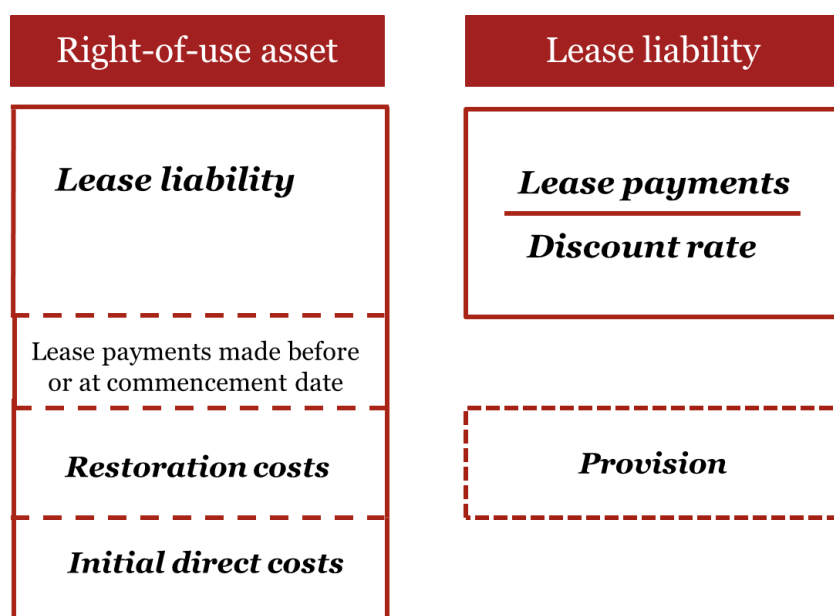 Right-of-use asset
Lease liability
Lease payments made before
or at commencement date
Restoration costs
Initial direct costs
Lease liability
Lease payments
Discount rate
Provision